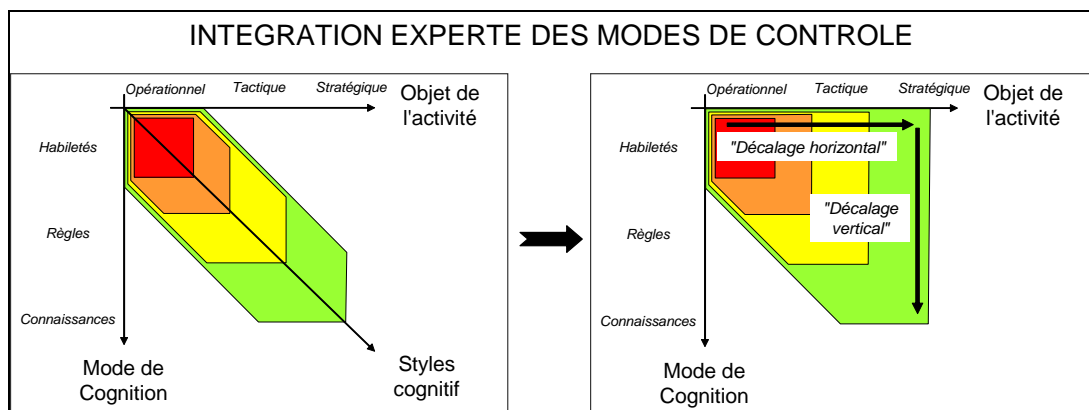 INTEGRATION EXPERTE DES MODES DE CONTROLE
Opérationnel Tactique Stratégique
Objet de
l'activité
Habiletés
Règles
Connaissances
Mode de
Cognition
Styles
cognitif
Opérationnel Tactique Stratégique
Objet de
l'activité
Habiletés
"Décalage horizontal"
"Décalage
vertical"
Règles
Connaissances
Mode de
Cognition